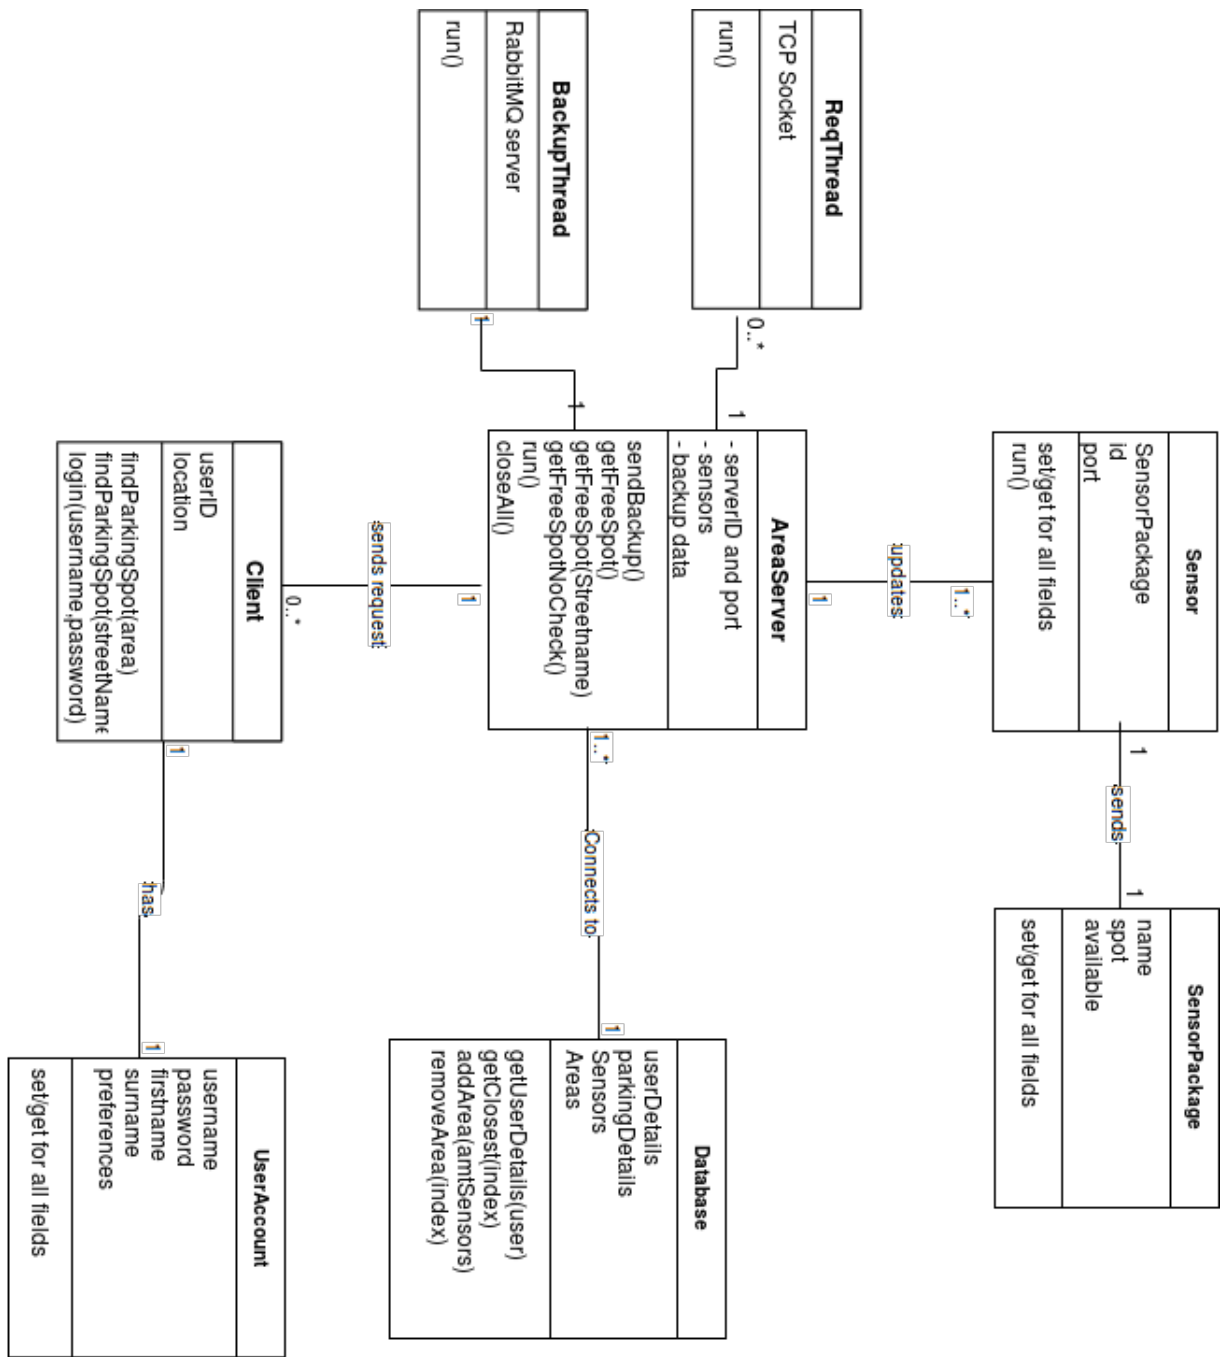 Sensor
SensorPackage
id
port
set/get for all fields
run()
1
sends
1
SensorPackage
name
spot
available
set/get for all fields
1..*
updates
1
ReqThread
TCP Socket
run()
0..*
1
AreaServer
- serverID and port
- sensors
- backup data
sendBackup()
getFreeSpot()
getFreeSpot(Streetname)
getFreeSpotNoCheck()
run()
closeAll()
1..*
Connects to
1
Database
userDetails
parkingDetails
Sensors
Areas
getUserDetails(user)
getClosest(index)
addArea(amtSensors)
removeArea(index)
BackupThread
RabbitMQ server
run()
1
1
1
sends request
0..*
Client
userID
location
findParkingSpot(area)
findParkingSpot(streetName
login(username,password)
1
has
1
UserAccount
username
password
firstname
surname
preferences
set/get for all fields